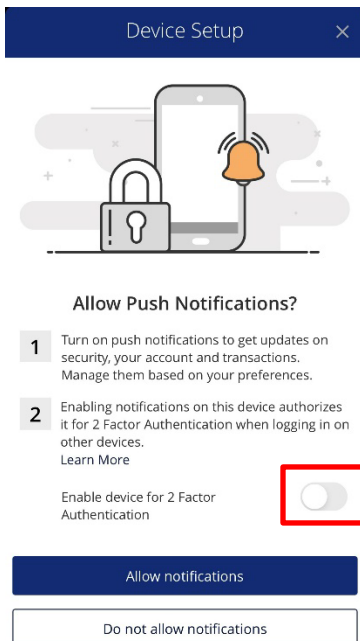 Device Setup
Allow Push Notifications?
1
Turn on push notifications to get updates on
security, your account and transactions.
Manage them based on your preferences.
2
Enabling notifications on this device authorizes
it for 2 Factor Authentication when logging in on
other devices.
Learn More
Enable device for 2 Factor
Authentication
Allow notifications
Do not allow notifications